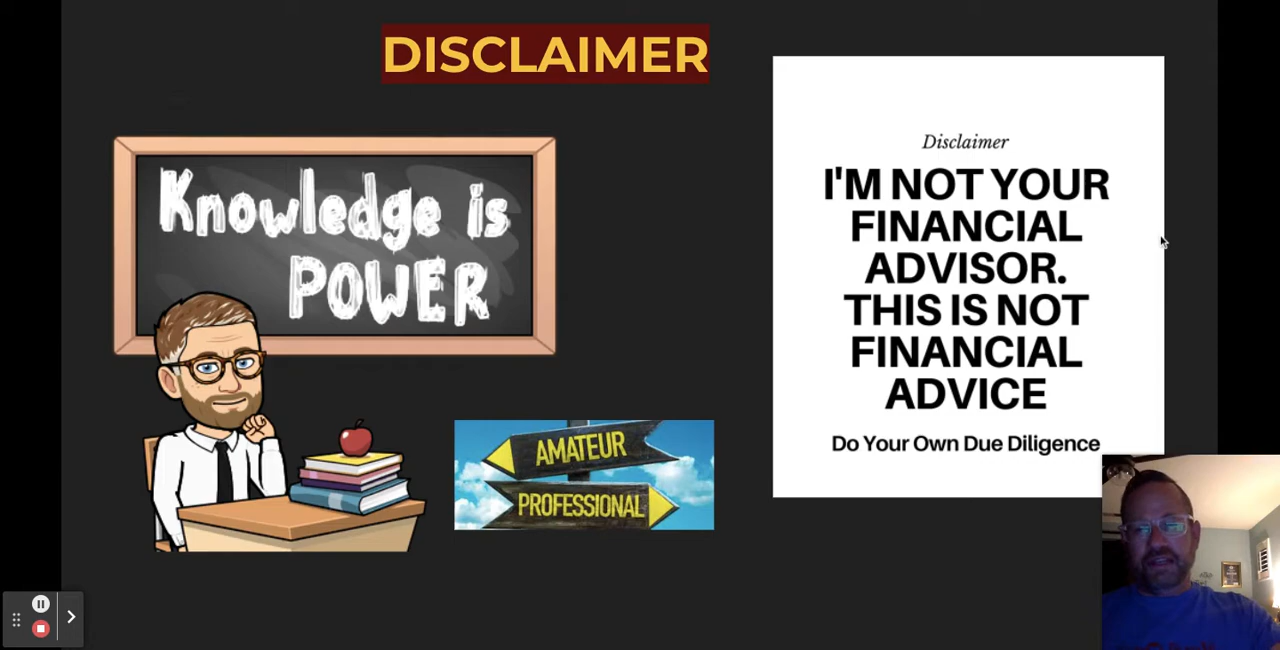 DISCLAIMER
Knowledge is
POWER
AMATEUR
PROFESSIONAL
Disclaimer
I'M NOT YOUR
FINANCIAL
ADVISOR.
THIS IS NOT
FINANCIAL
ADVICE
Do Your Own Due Diligence